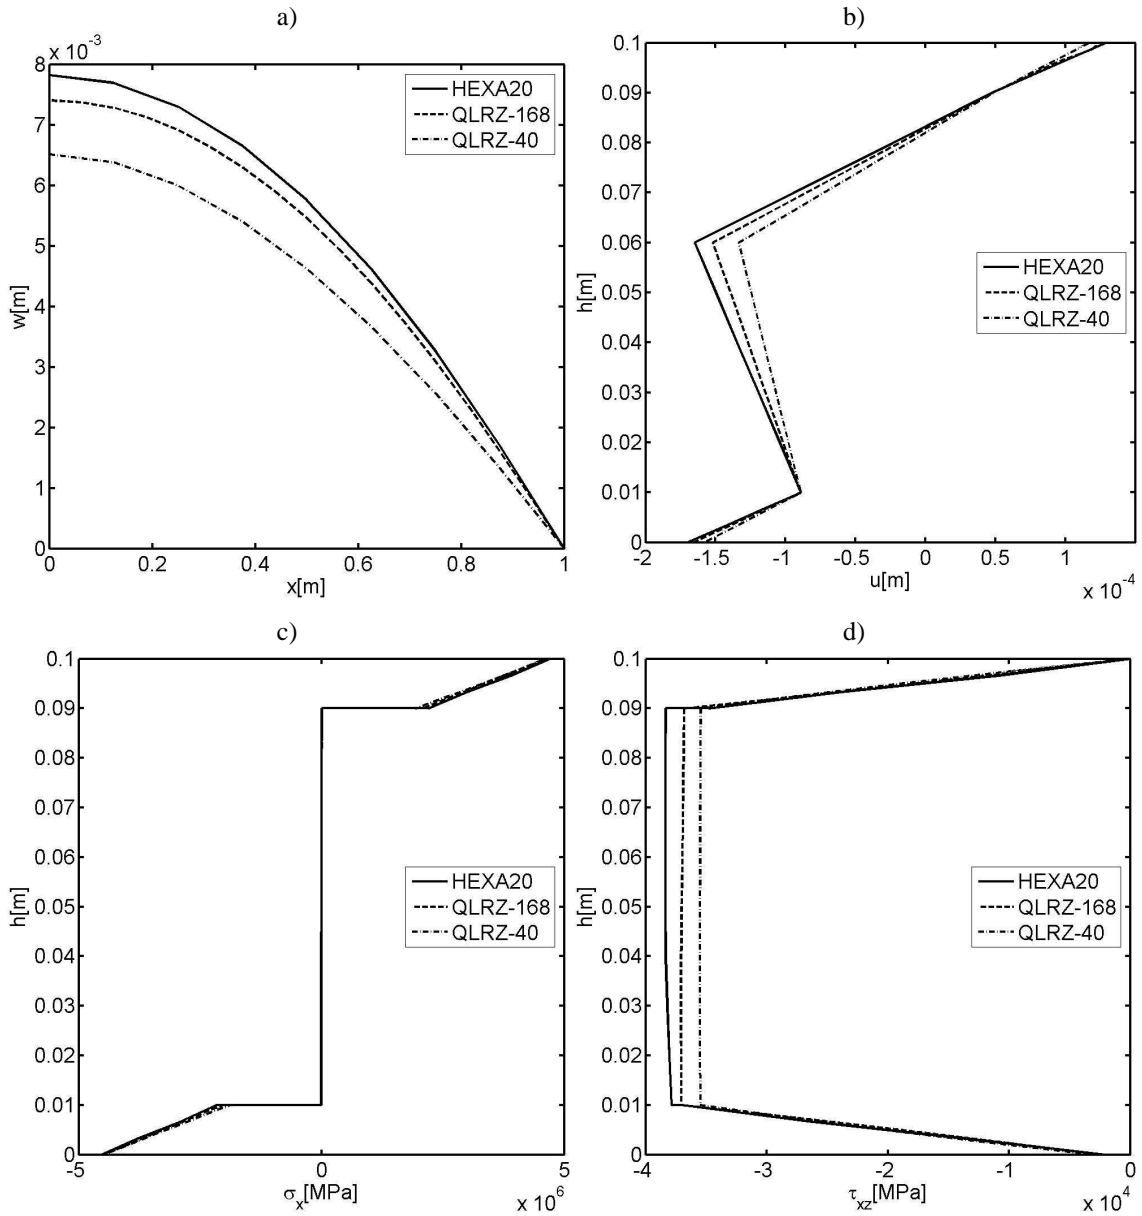 a)
x 10^-3
8
7
6
5
4
3
2
1
0
w[m]
0 0.2 0.4 0.6 0.8 1
x[m]
HEXA20
QLRZ-168
QLRZ-40
b)
0.1
0.09
0.08
0.07
0.06
0.05
0.04
0.03
0.02
0.01
0
h[m]
-2 -1.5 -1 -0.5 0 0.5 1
u[m]
x 10^-4
HEXA20
QLRZ-168
QLRZ-40
c)
0.1
0.09
0.08
0.07
0.06
0.05
0.04
0.03
0.02
0.01
0
h[m]
-5 0 5
σ_x[MPa]
x 10^6
HEXA20
QLRZ-168
QLRZ-40
d)
0.1
0.09
0.08
0.07
0.06
0.05
0.04
0.03
0.02
0.01
0
h[m]
-4 -3 -2 -1 0
τ_xz[MPa]
x 10^4
HEXA20
QLRZ-168
QLRZ-40